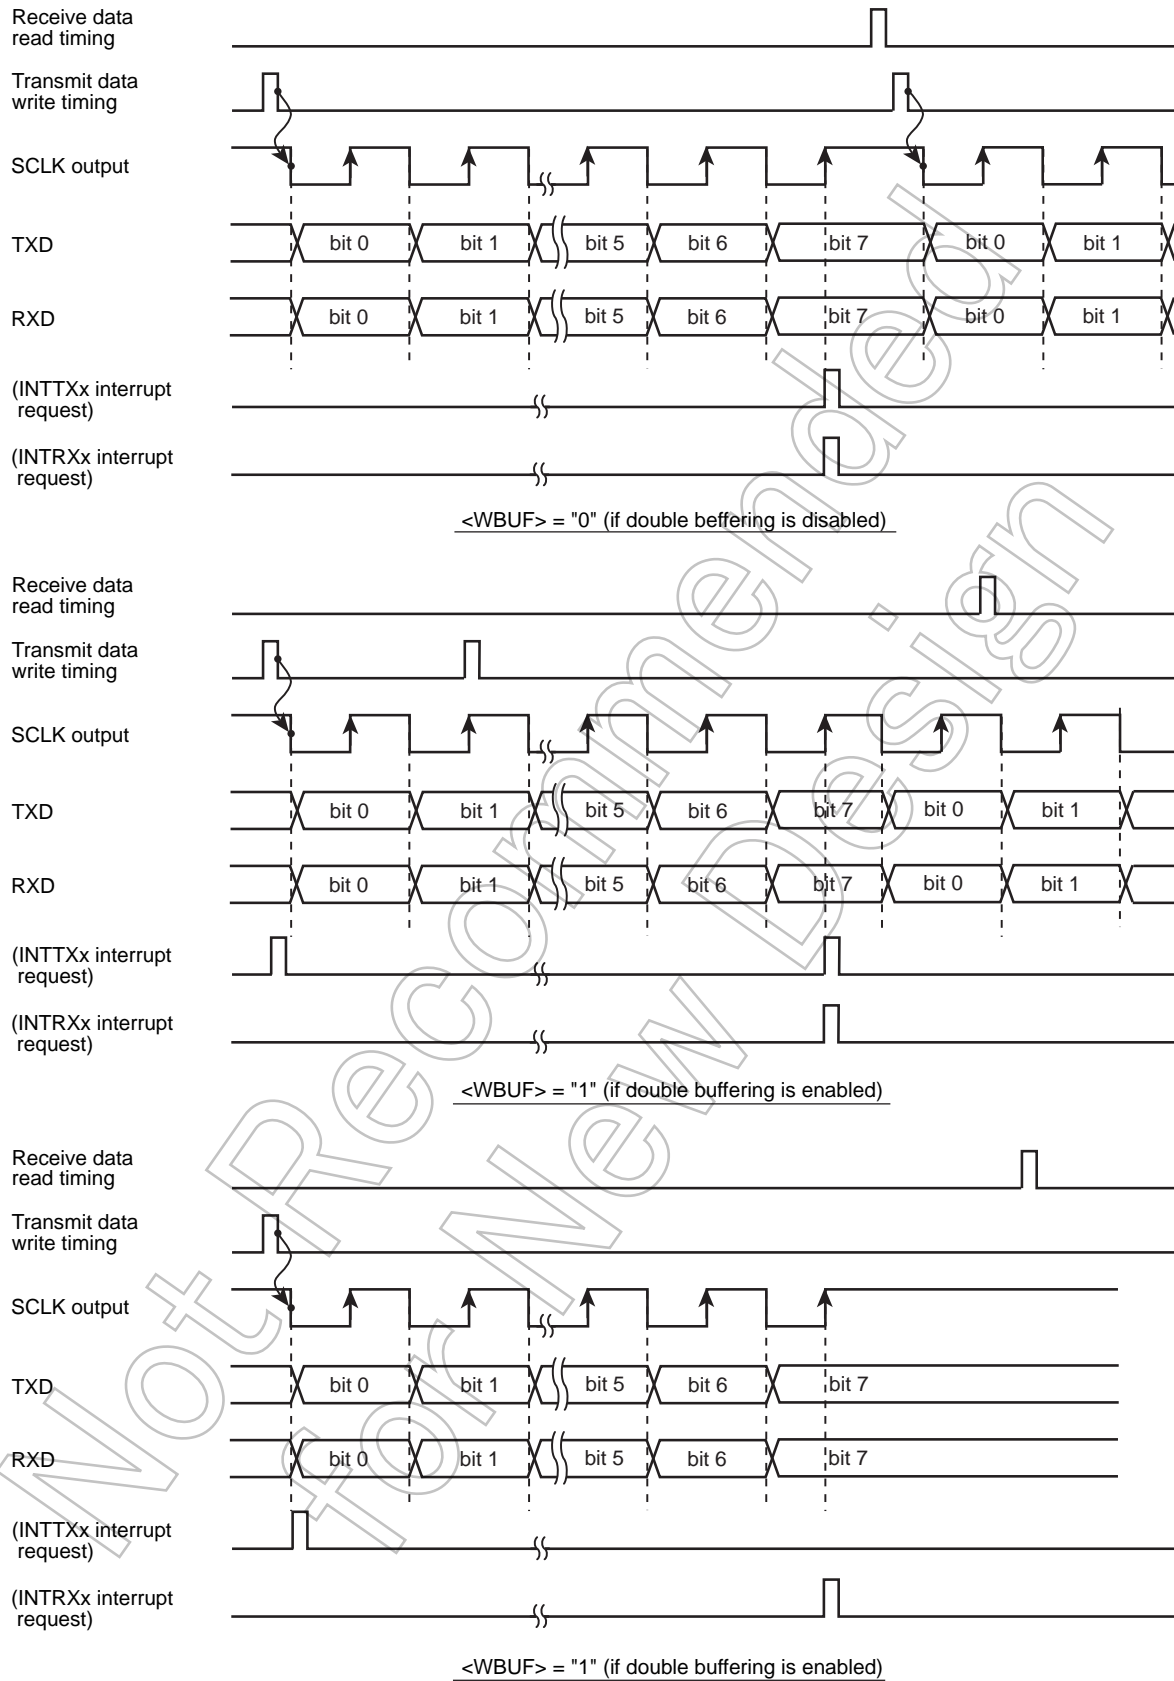 Receive data
read timing
Transmit data
write timing
SCLK output
TXD
bit 0 bit 1 bit 5 bit 6 bit 7 bit 0 bit 1
RXD
bit 0 bit 1 bit 5 bit 6 bit 7 bit 0 bit 1
(INTTXx interrupt
request)
(INTRXx interrupt
request)
<WBUF> = "0" (if double beffering is disabled)
Receive data
read timing
Transmit data
write timing
SCLK output
TXD
bit 0 bit 1 bit 5 bit 6 bit 7 bit 0 bit 1
RXD
bit 0 bit 1 bit 5 bit 6 bit 7 bit 0 bit 1
(INTTXx interrupt
request)
(INTRXx interrupt
request)
<WBUF> = "1" (if double buffering is enabled)
Receive data
read timing
Transmit data
write timing
SCLK output
TXD
bit 0 bit 1 bit 5 bit 6 bit 7
RXD
bit 0 bit 1 bit 5 bit 6 bit 7
(INTTXx interrupt
request)
(INTRXx interrupt
request)
<WBUF> = "1" (if double buffering is enabled)
Not Recommended
for New Design